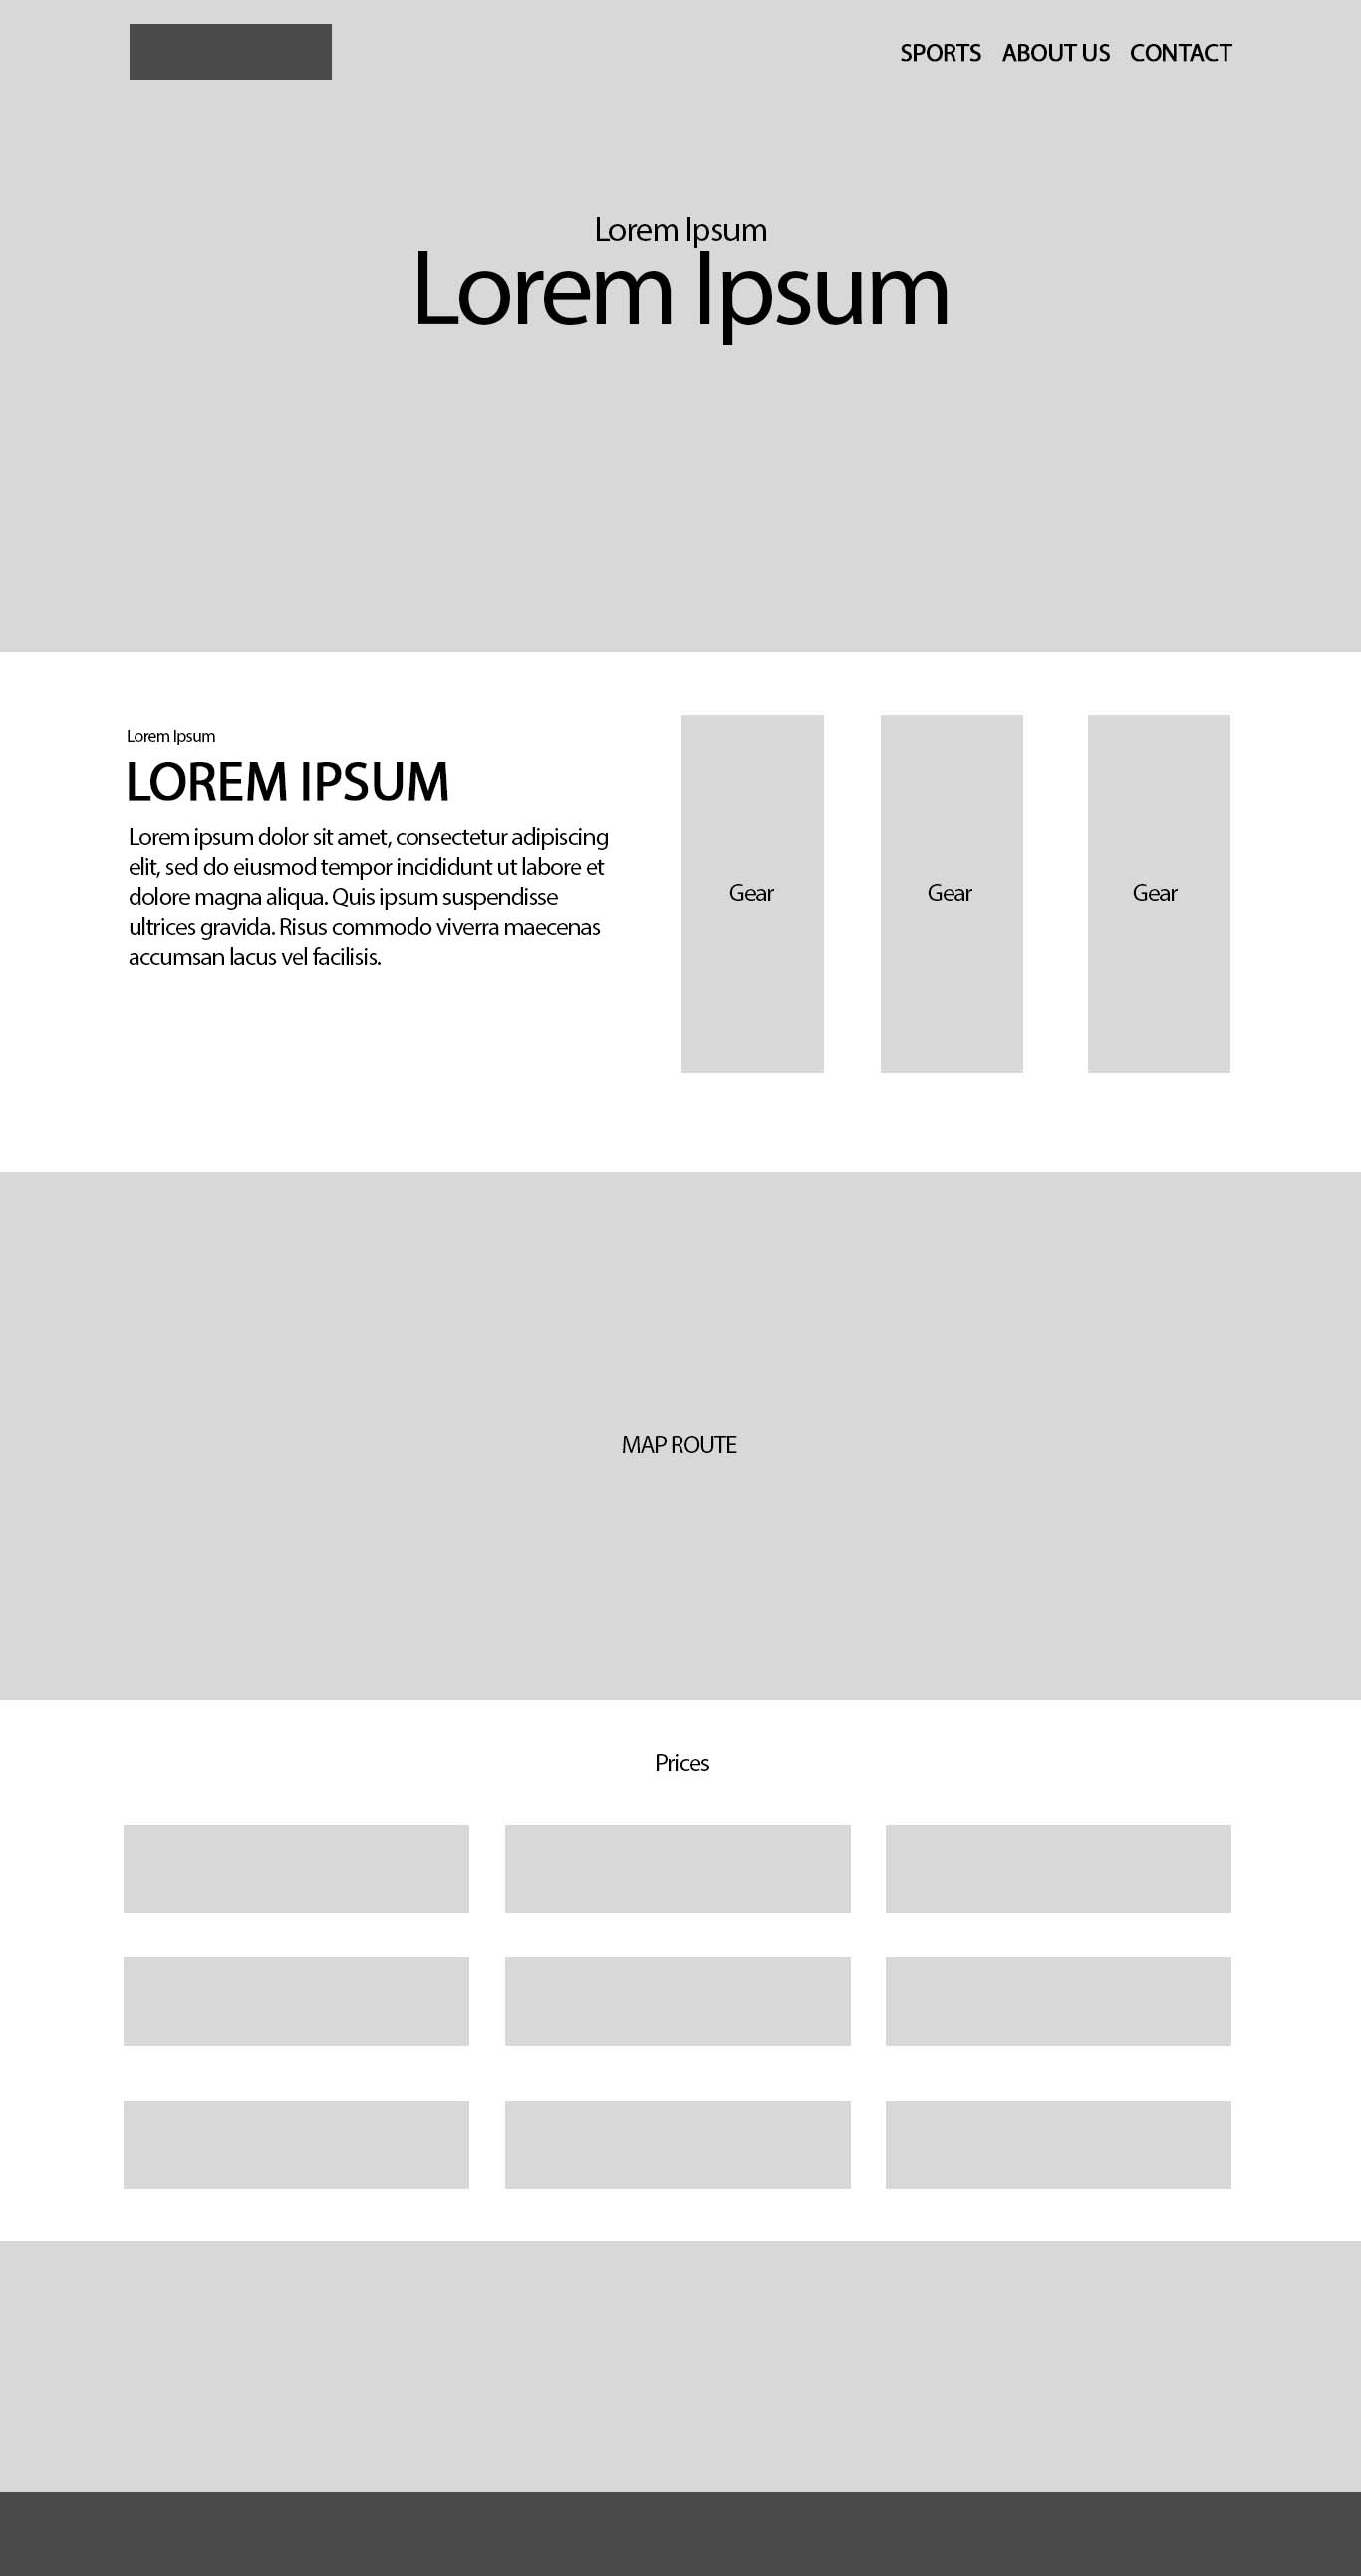 SPORTS ABOUT US CONTACT
Lorem Ipsum
Lorem Ipsum
Lorem Ipsum
LOREM IPSUM
Lorem ipsum dolor sit amet, consectetur adipiscing
elit, sed do eiusmod tempor incididunt ut labore et
dolore magna aliqua. Quis ipsum suspendisse
ultrices gravida. Risus commodo viverra maecenas
accumsan lacus vel facilisis.
Gear Gear Gear
MAP ROUTE
Prices